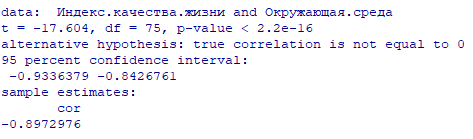 data:  Индекс.качества.жизни and Окружающая.среда
t = -17.604, df = 75, p-value < 2.2e-16
alternative hypothesis: true correlation is not equal to 0
95 percent confidence interval:
 -0.9336379 -0.8426761
sample estimates:
       cor
-0.8972976